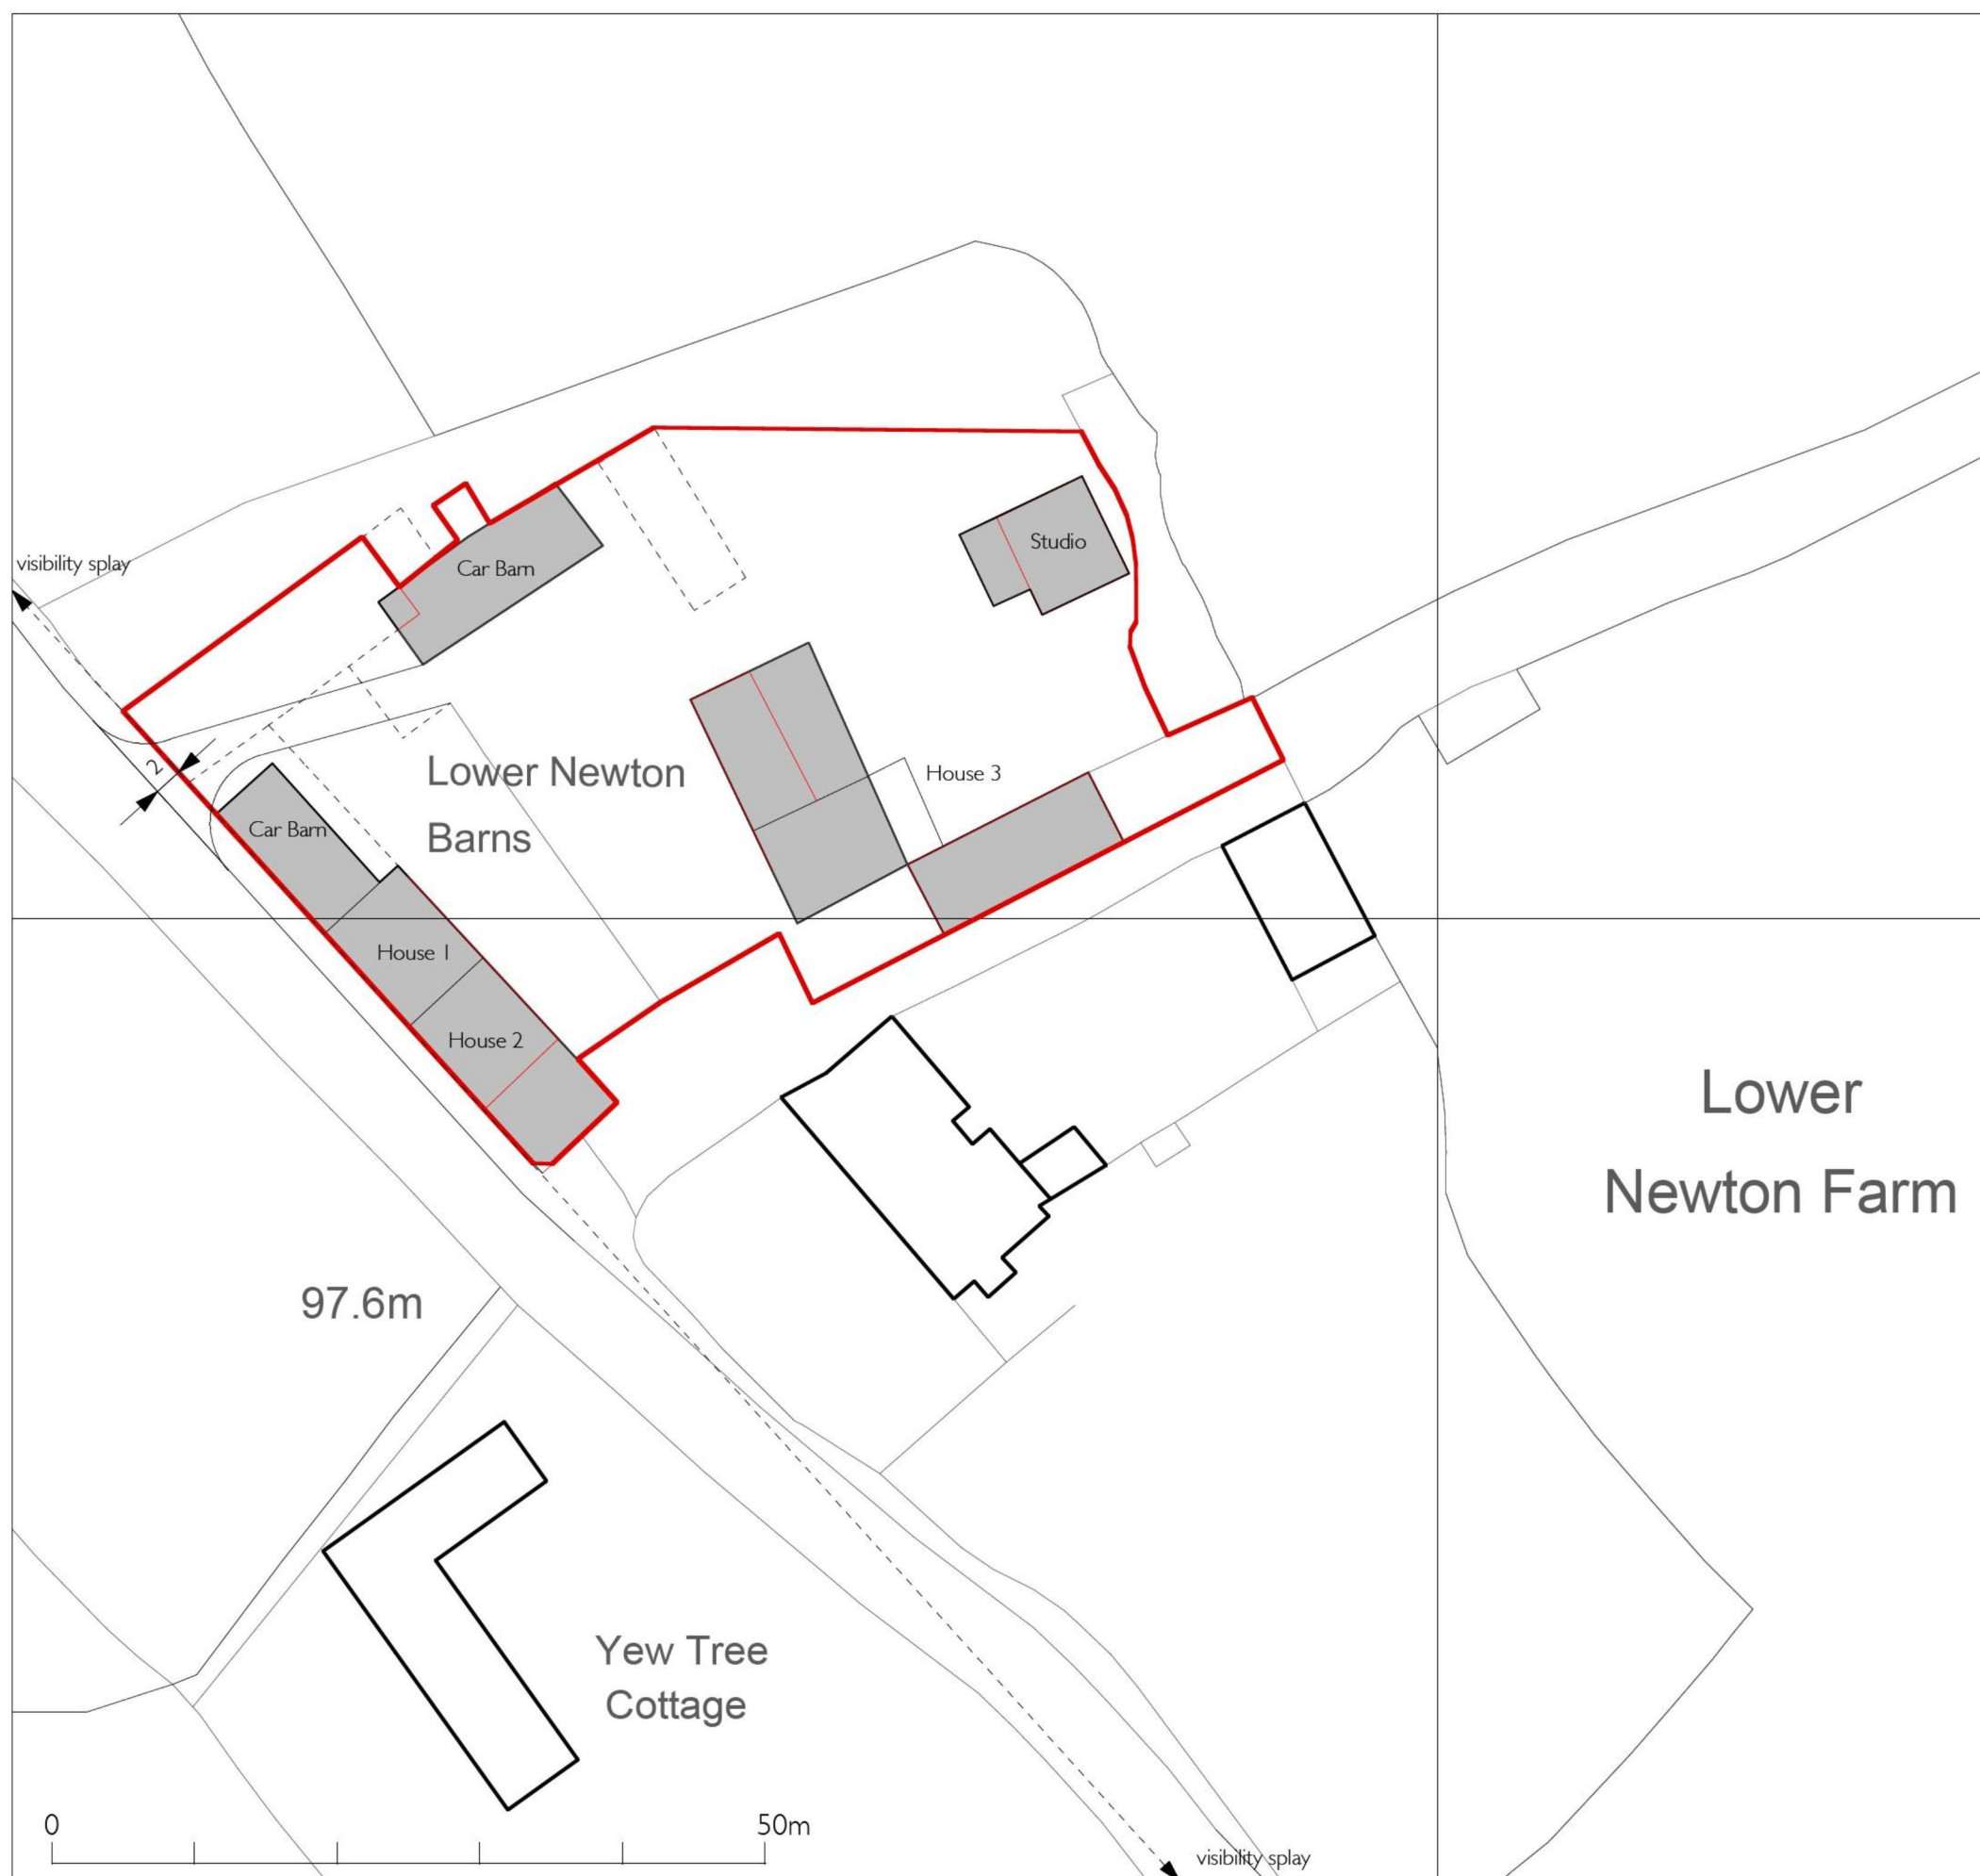 visibility splay
Car Barn
Studio
2
Lower Newton
Barns
House 3
Car Barn
House 1
House 2
Lower
Newton Farm
97.6m
Yew Tree
Cottage
0
50m
visibility splay